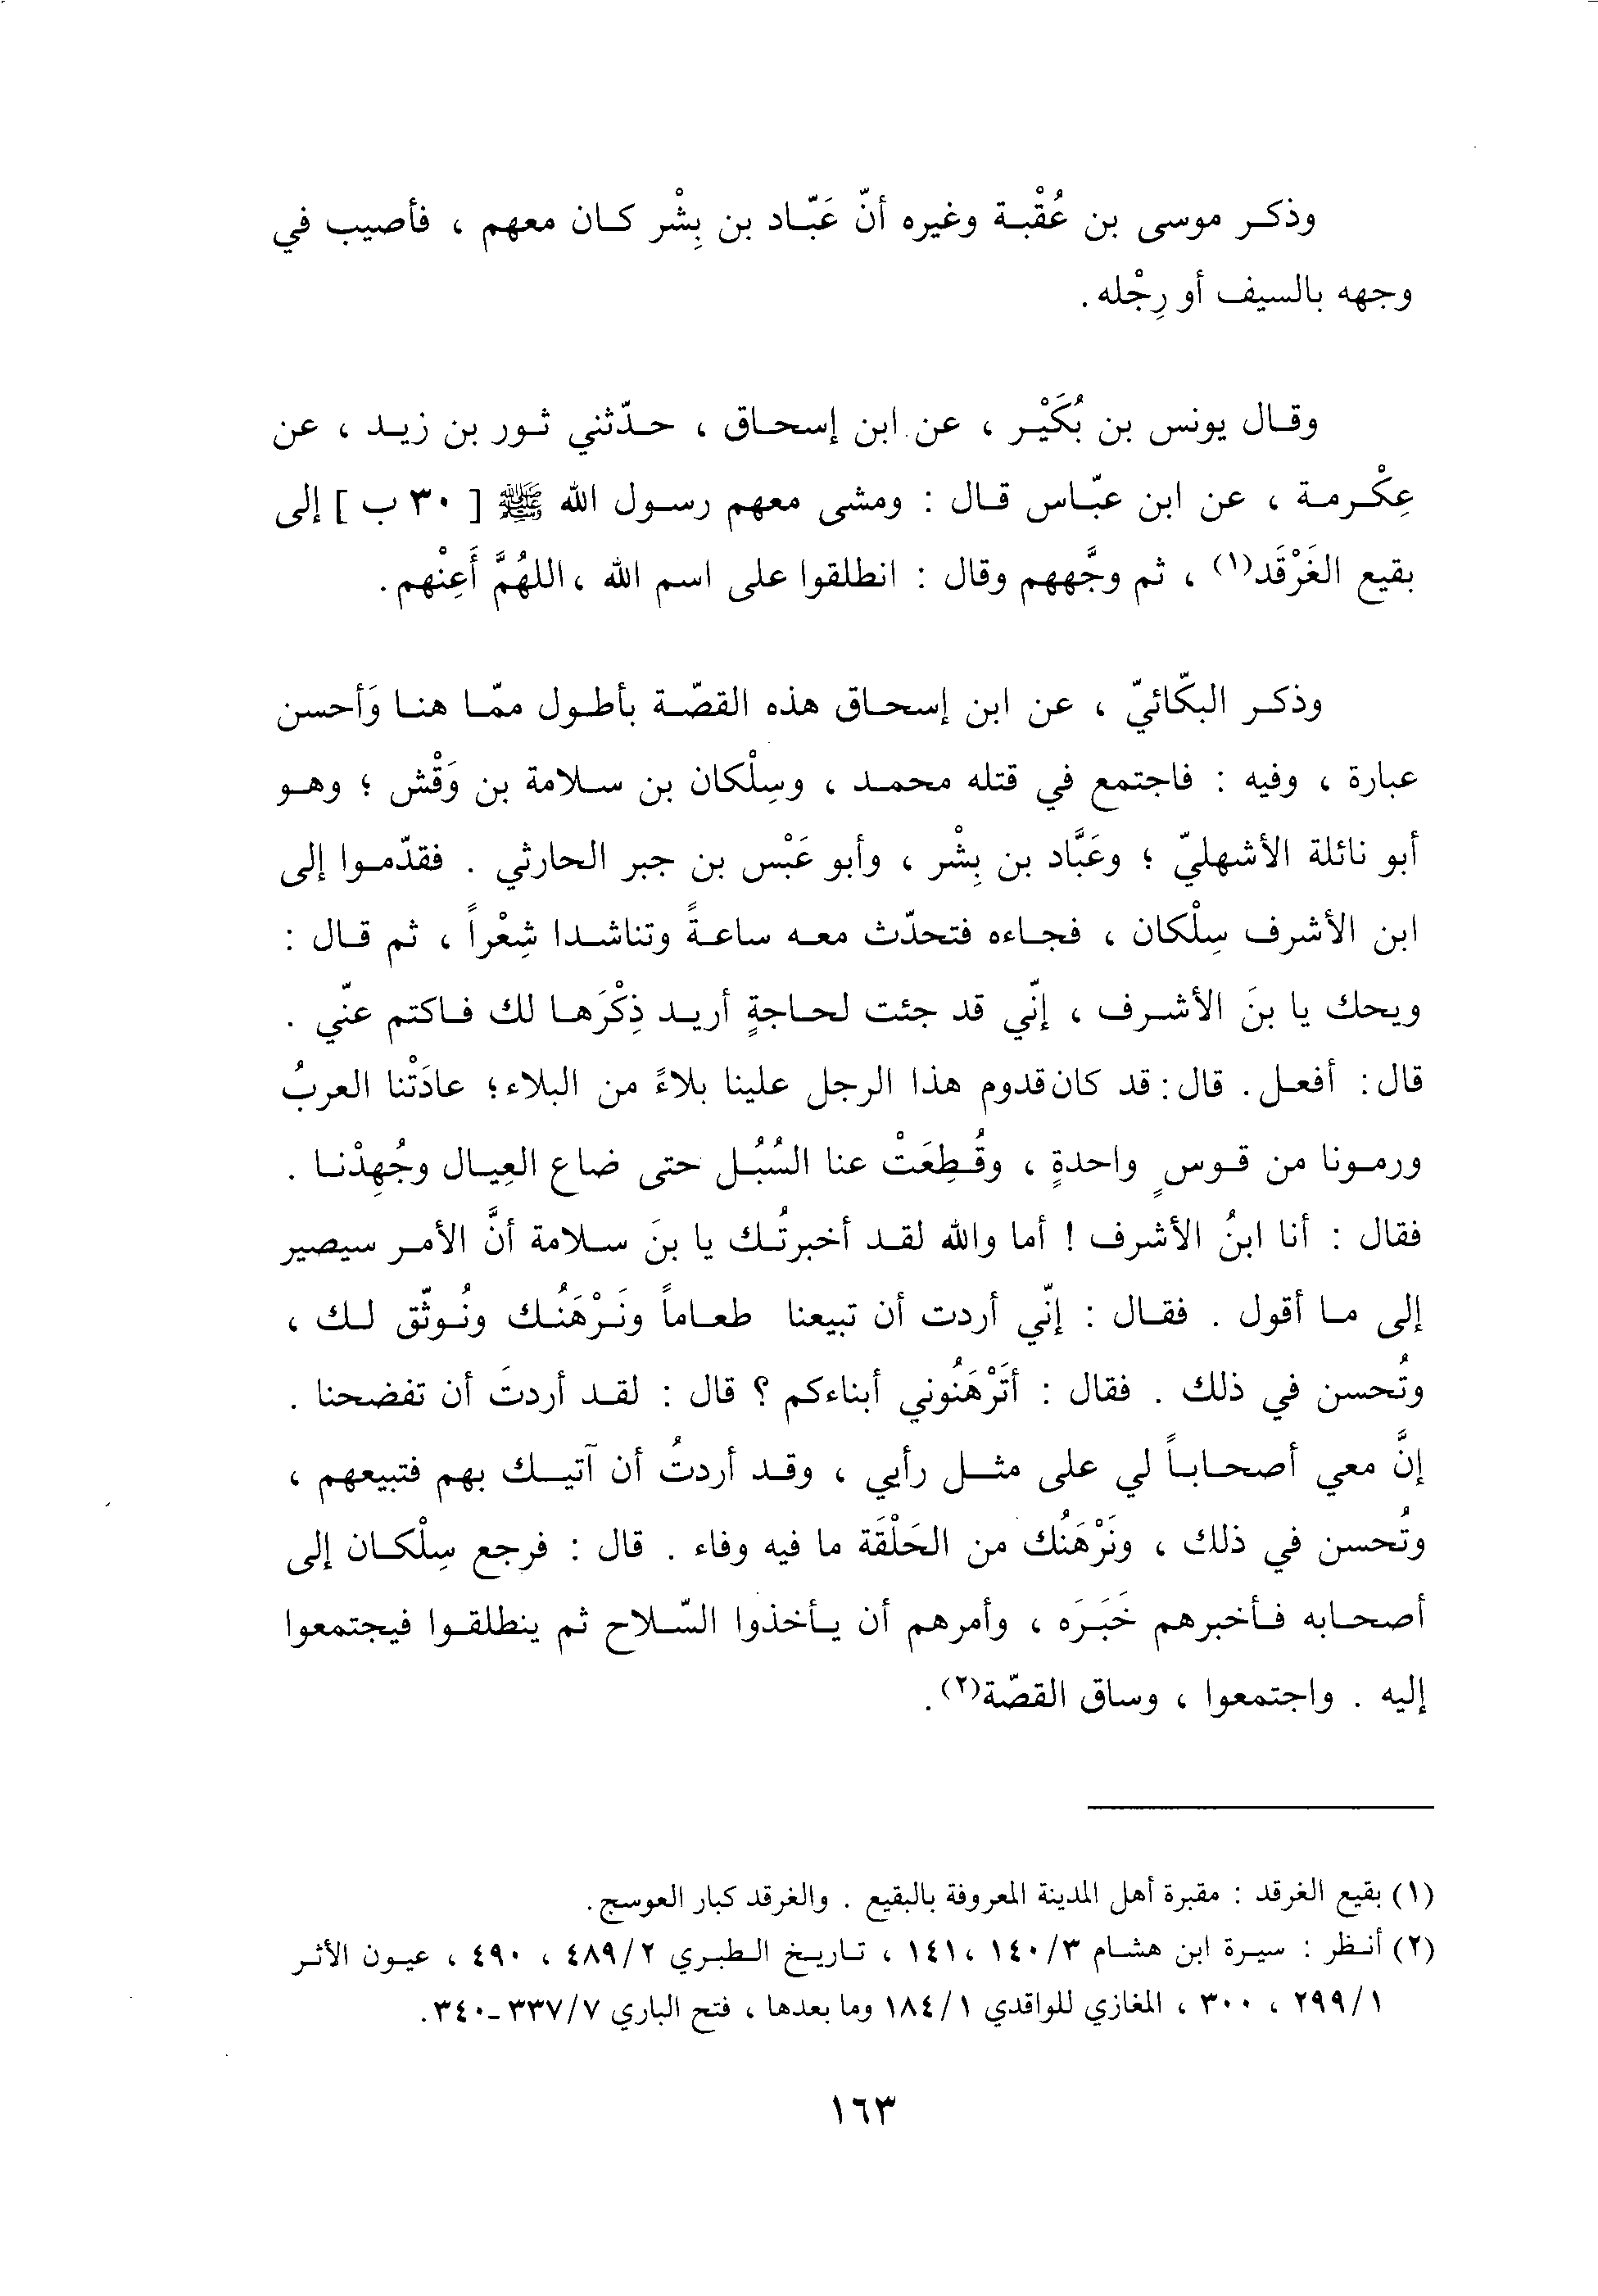 وذكر موسى بن عُقْبة وغيره أنّ عَبّاد بن بِشْر كان معهم ، فأصيب في
وجهه بالسيف أو رِجْله .
وقال يونس بن بُكَيْر ، عن ابن إسحاق ، حدّثني ثور بن زيد ، عن
عِكْرمة ، عن ابن عبّاس قال : ومشى معهم رسول الله ﷺ [ ٣٠ ب ] إلى
بقيع الغَرْقَد(١) ، ثم وجَّههم وقال : انطلقوا على اسم الله ، اللهُمَّ أَعِنْهم .
وذكر البكّائيّ ، عن ابن إسحاق هذه القصّة بأطول ممّا هنا وَأحسن
عبارة ، وفيه : فاجتمع في قتله محمد ، وسِلْكان بن سلامة بن وَقْش ؛ وهو
أبو نائلة الأشهليّ ؛ وعَبَّاد بن بِشْر ، وأبو عَبْس بن جبر الحارثي . فقدّموا إلى
ابن الأشرف سِلْكان ، فجاءه فتحدّث معه ساعةً وتناشدا شِعْراً ، ثم قال :
ويحك يا بنَ الأشرف ، إنّي قد جئت لحاجةٍ أريد ذِكْرَها لك فاكتم عنّي .
قال : أفعل . قال : قد كان قدوم هذا الرجل علينا بلاءً من البلاء ؛ عادَتْنا العربُ
ورمونا من قوسٍ واحدةٍ ، وقُطِعَتْ عنا السُبُل حتى ضاع العِيال وجُهِدْنا .
فقال : أنا ابنُ الأشرف ! أما والله لقد أخبرتُك يا بنَ سلامة أنَّ الأمر سيصير
إلى ما أقول . فقال : إنّي أردت أن تبيعنا طعاماً ونَرْهَنُك ونُوثّق لك ،
وتُحسن في ذلك . فقال : أتَرْهَنُوني أبناءكم ؟ قال : لقد أردتَ أن تفضحنا .
إنَّ معي أصحاباً لي على مثل رأيي ، وقد أردتُ أن آتيك بهم فتبيعهم ،
وتُحسن في ذلك ، ونَرْهَنُك من الحَلْقَة ما فيه وفاء . قال : فرجع سِلْكان إلى
أصحابه فأخبرهم خَبَرَه ، وأمرهم أن يأخذوا السّلاح ثم ينطلقوا فيجتمعوا
إليه . واجتمعوا ، وساق القصّة(٢) .
(١) بقيع الغرقد : مقبرة أهل المدينة المعروفة بالبقيع . والغرقد كبار العوسج .
(٢) أنظر : سيرة ابن هشام ١٤٠/٣ ، ١٤١ ، تاريخ الطبري ٤٨٩/٢ ، ٤٩٠ ، عيون الأثر
٢٩٩/١ ، ٣٠٠ ، المغازي للواقدي ١٨٤/١ وما بعدها ، فتح الباري ٣٣٧/٧ـ٣٤٠ .
١٦٣